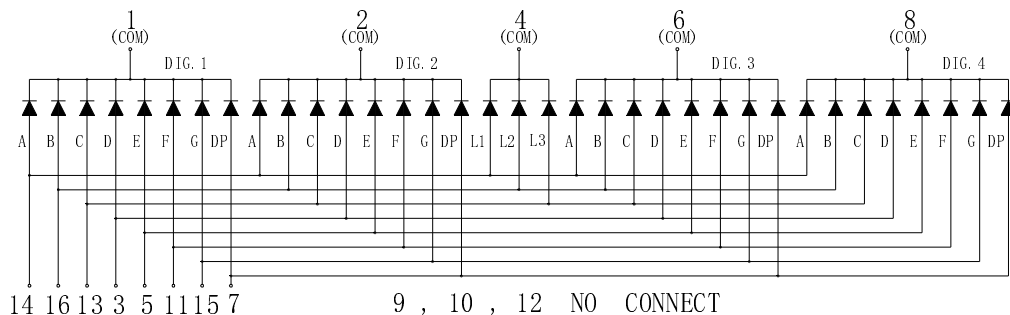 1 2 4 6 8
(COM) (COM) (COM) (COM) (COM)
DIG.1 DIG.2 DIG.3 DIG.4
A B C D E F G DP A B C D E F G DP L1 L2 L3 A B C D E F G DP A B C D E F G DP
14 16 13 3 5 11 15 7 9 , 10 , 12 NO CONNECT